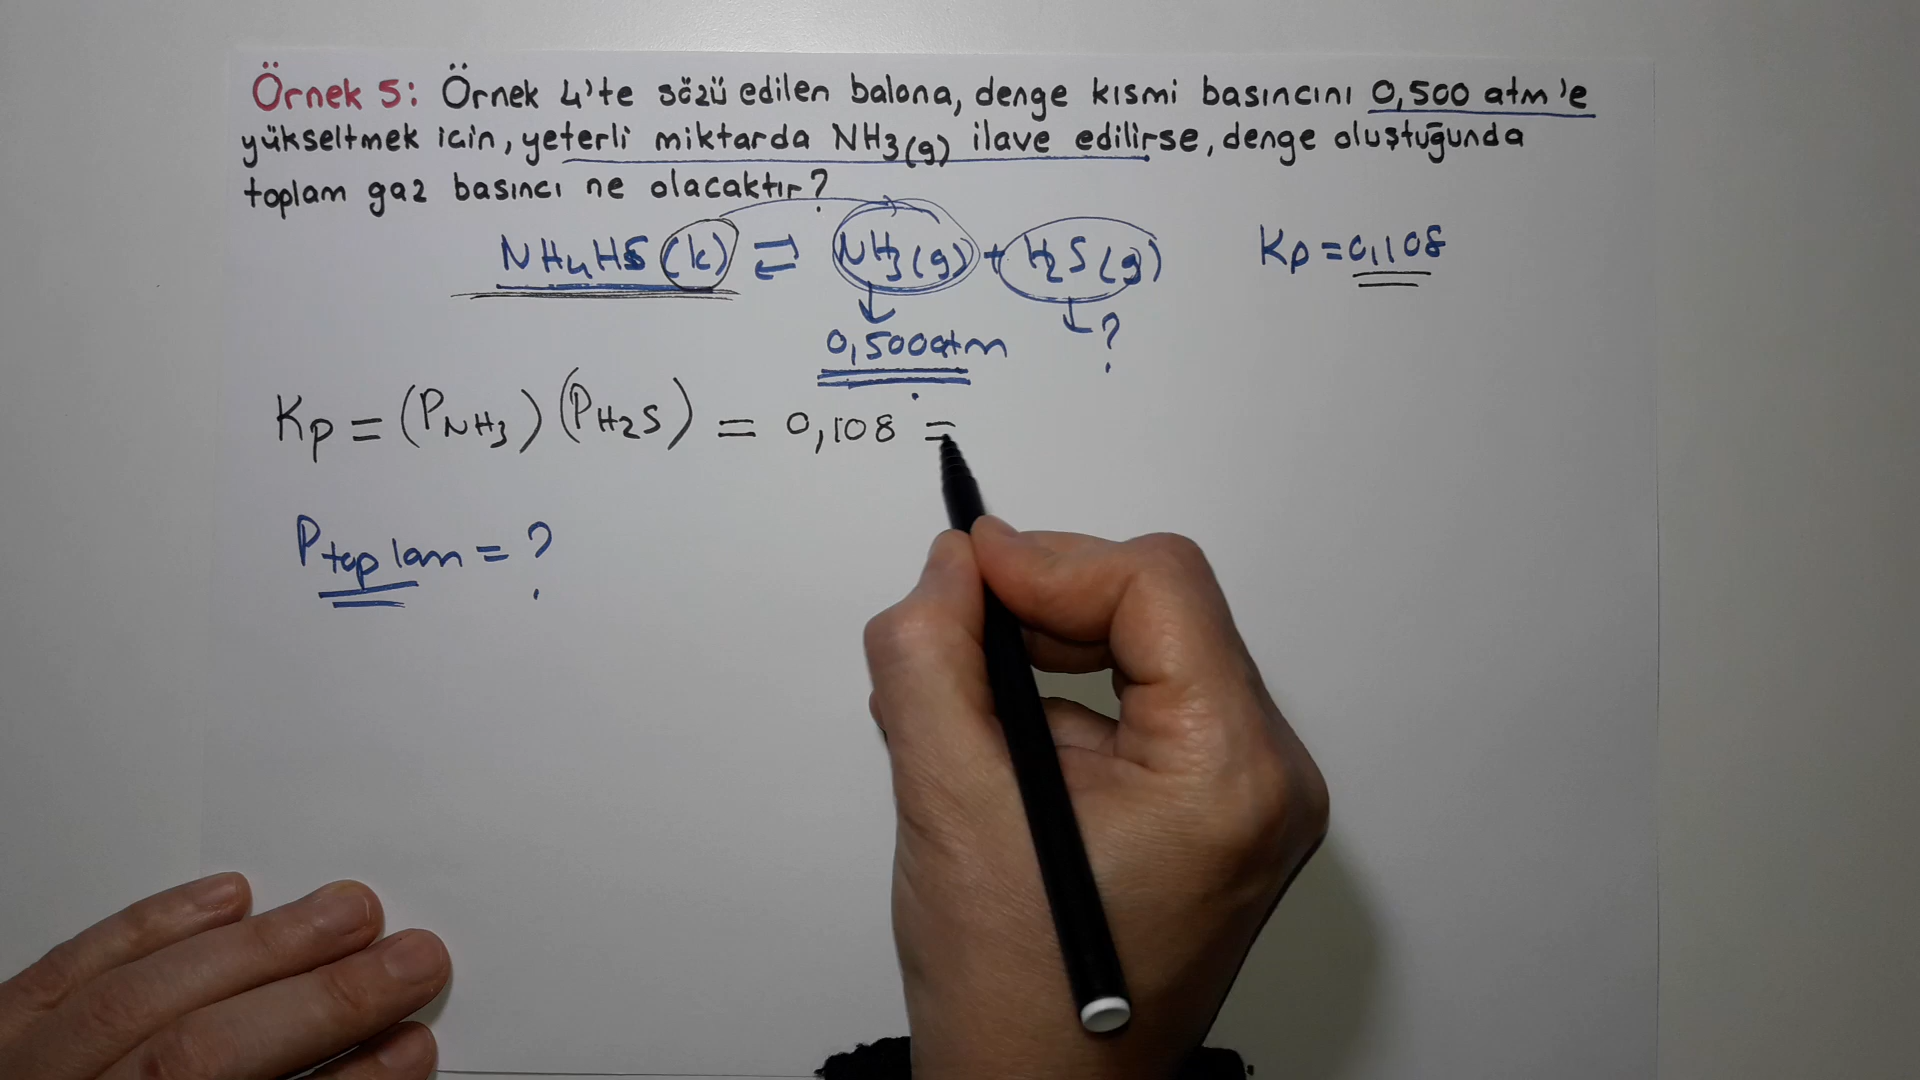 Örnek 5: Örnek 4'te sözü edilen balona, denge kısmi basıncını 0,500 atm'e
yükseltmek icin, yeterli miktarda NH3(g) ilave edilirse, denge oluştuğunda
toplam gaz basıncı ne olacaktır?
NH4HS (k) ⇌ NH3(g) + H2S(g) Kp = 0,108
0,500atm ?
Kp = (PNH3) (PH2S) = 0,108 =
Ptoplam = ?